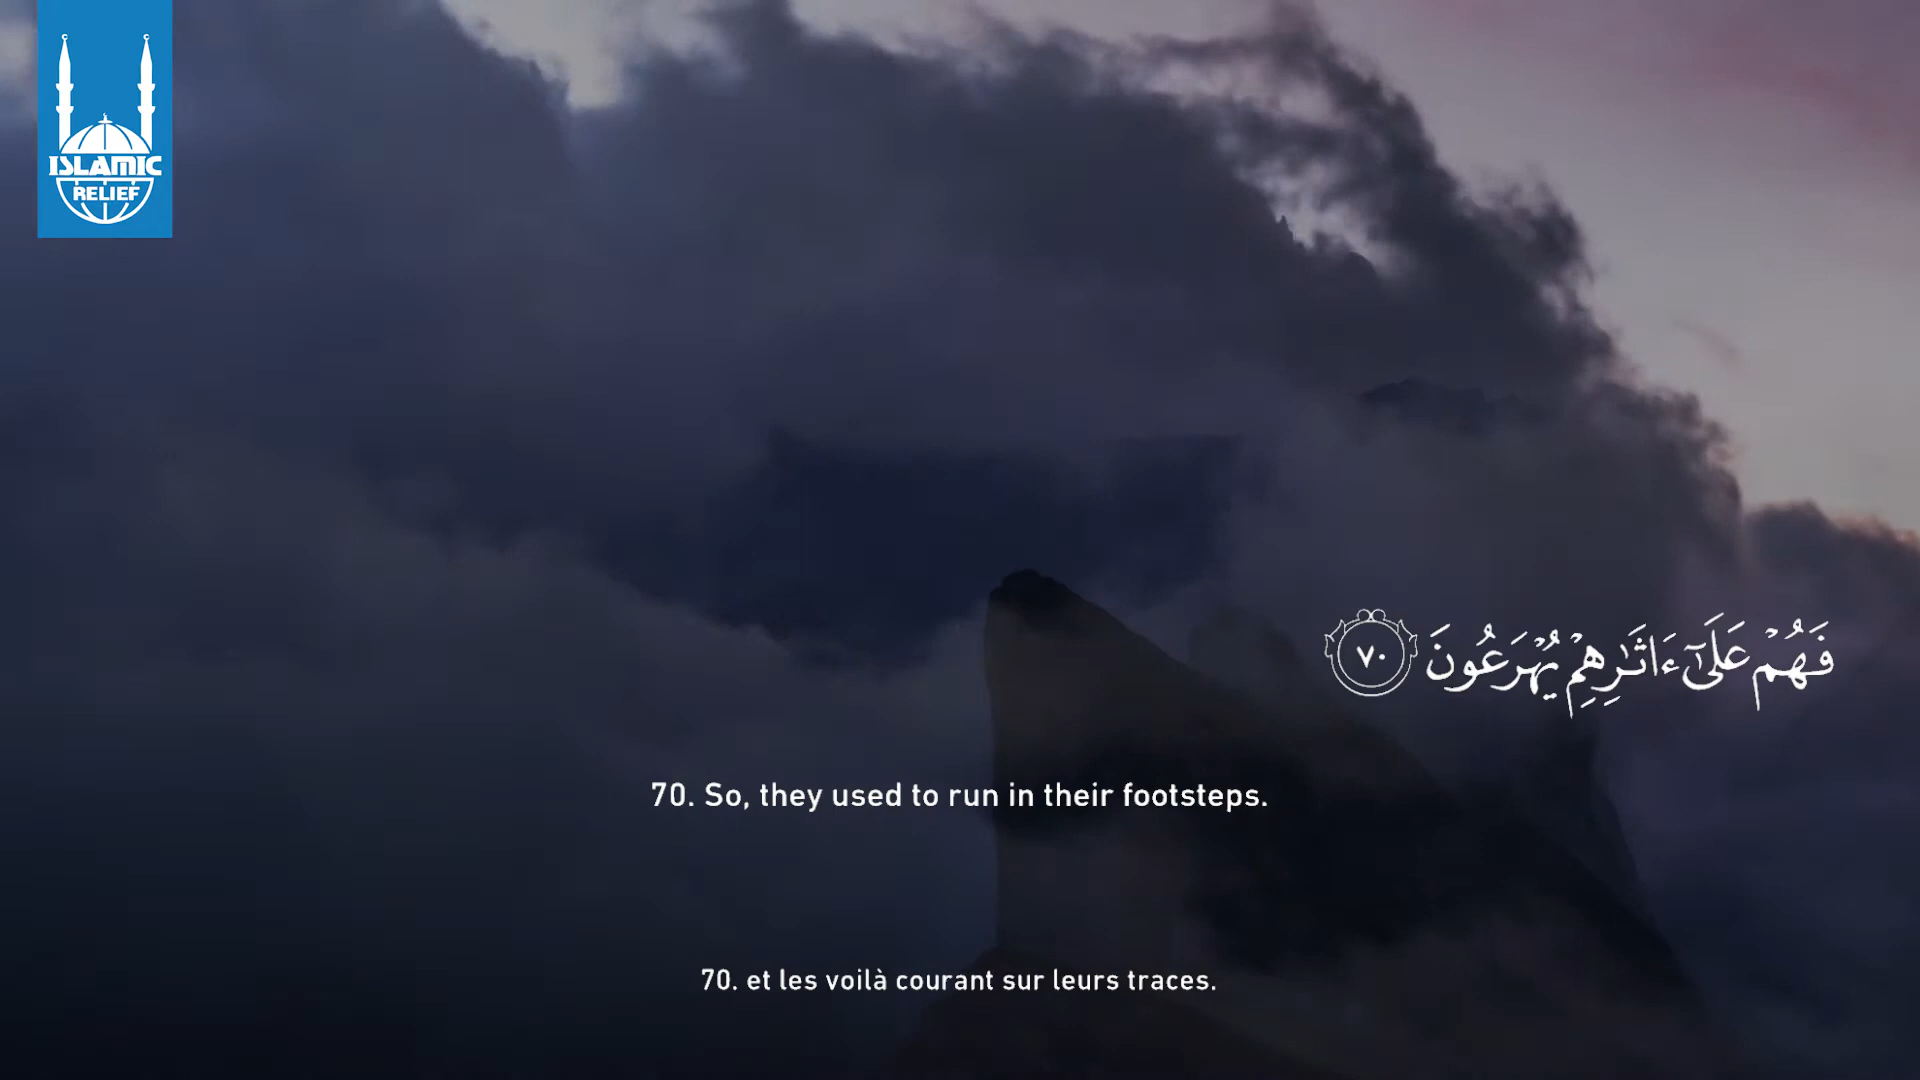 ISLAMIC
RELIEF
فَهُمْ عَلَىٰٓ ءَاثَـٰرِهِمْ يُهْرَعُونَ ٧٠
70. So, they used to run in their footsteps.
70. et les voilà courant sur leurs traces.